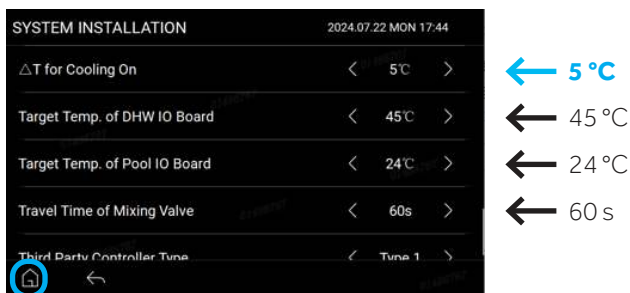 SYSTEM INSTALLATION 2024.07.22 MON 17:44
△T for Cooling On < 5℃ > 5 °C
Target Temp. of DHW IO Board < 45℃ > 45 °C
Target Temp. of Pool IO Board < 24℃ > 24 °C
Travel Time of Mixing Valve < 60s > 60 s
Third Party Controller Type < Type 1 >